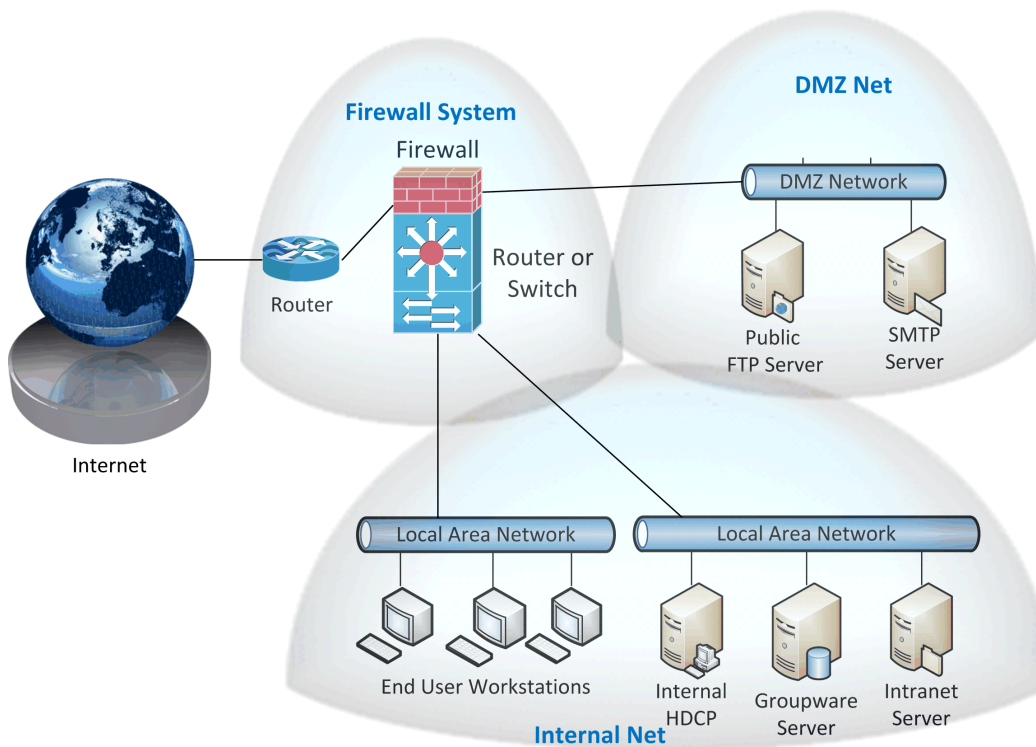 DMZ Net
Firewall System
Firewall
DMZ Network
Router or
Switch
Router
Public
FTP Server
SMTP
Server
Internet
Local Area Network
Local Area Network
End User Workstations
Internal
HDCP
Groupware
Server
Intranet
Server
Internal Net